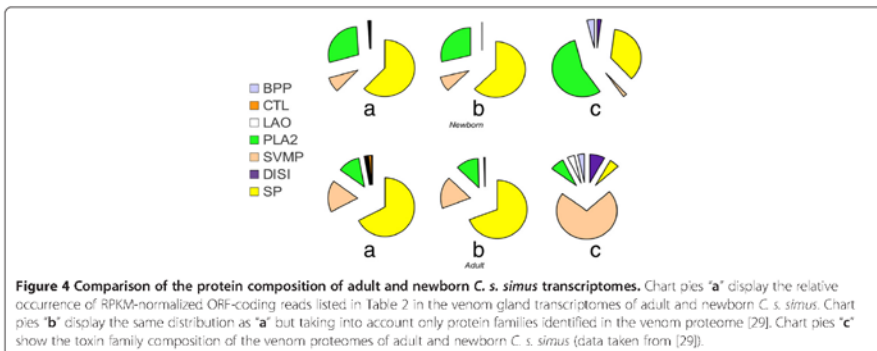 BPP
CTL
LAO
PLA2
SVMP
DISI
SP
a b c
Newborn
a b c
Adult
Figure 4 Comparison of the protein composition of adult and newborn C. s. simus transcriptomes. Chart pies "a" display the relative
occurrence of RPKM-normalized ORF-coding reads listed in Table 2 in the venom gland transcriptomes of adult and newborn C. s. simus. Chart
pies "b" display the same distribution as "a" but taking into account only protein families identified in the venom proteome [29]. Chart pies "c"
show the toxin family composition of the venom proteomes of adult and newborn C. s. simus (data taken from [29]).